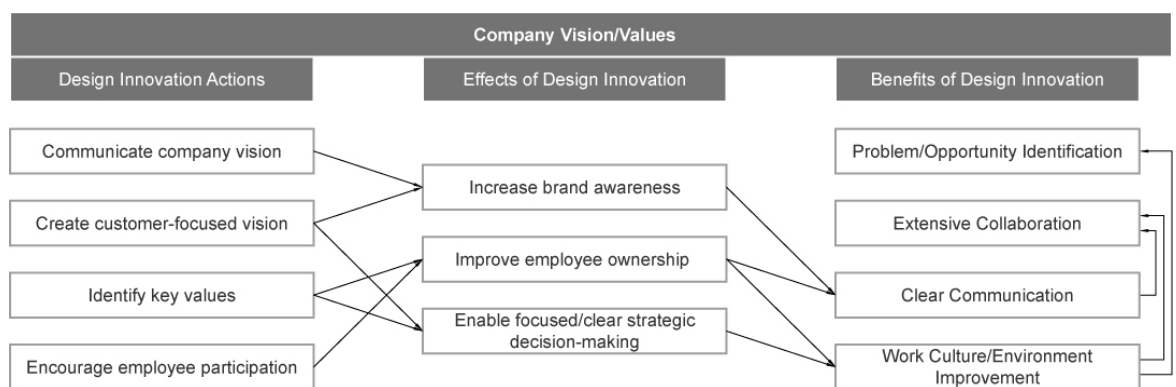 Company Vision/Values
Design Innovation Actions
Effects of Design Innovation
Benefits of Design Innovation
Communicate company vision
Create customer-focused vision
Identify key values
Encourage employee participation
Increase brand awareness
Improve employee ownership
Enable focused/clear strategic
decision-making
Problem/Opportunity Identification
Extensive Collaboration
Clear Communication
Work Culture/Environment
Improvement